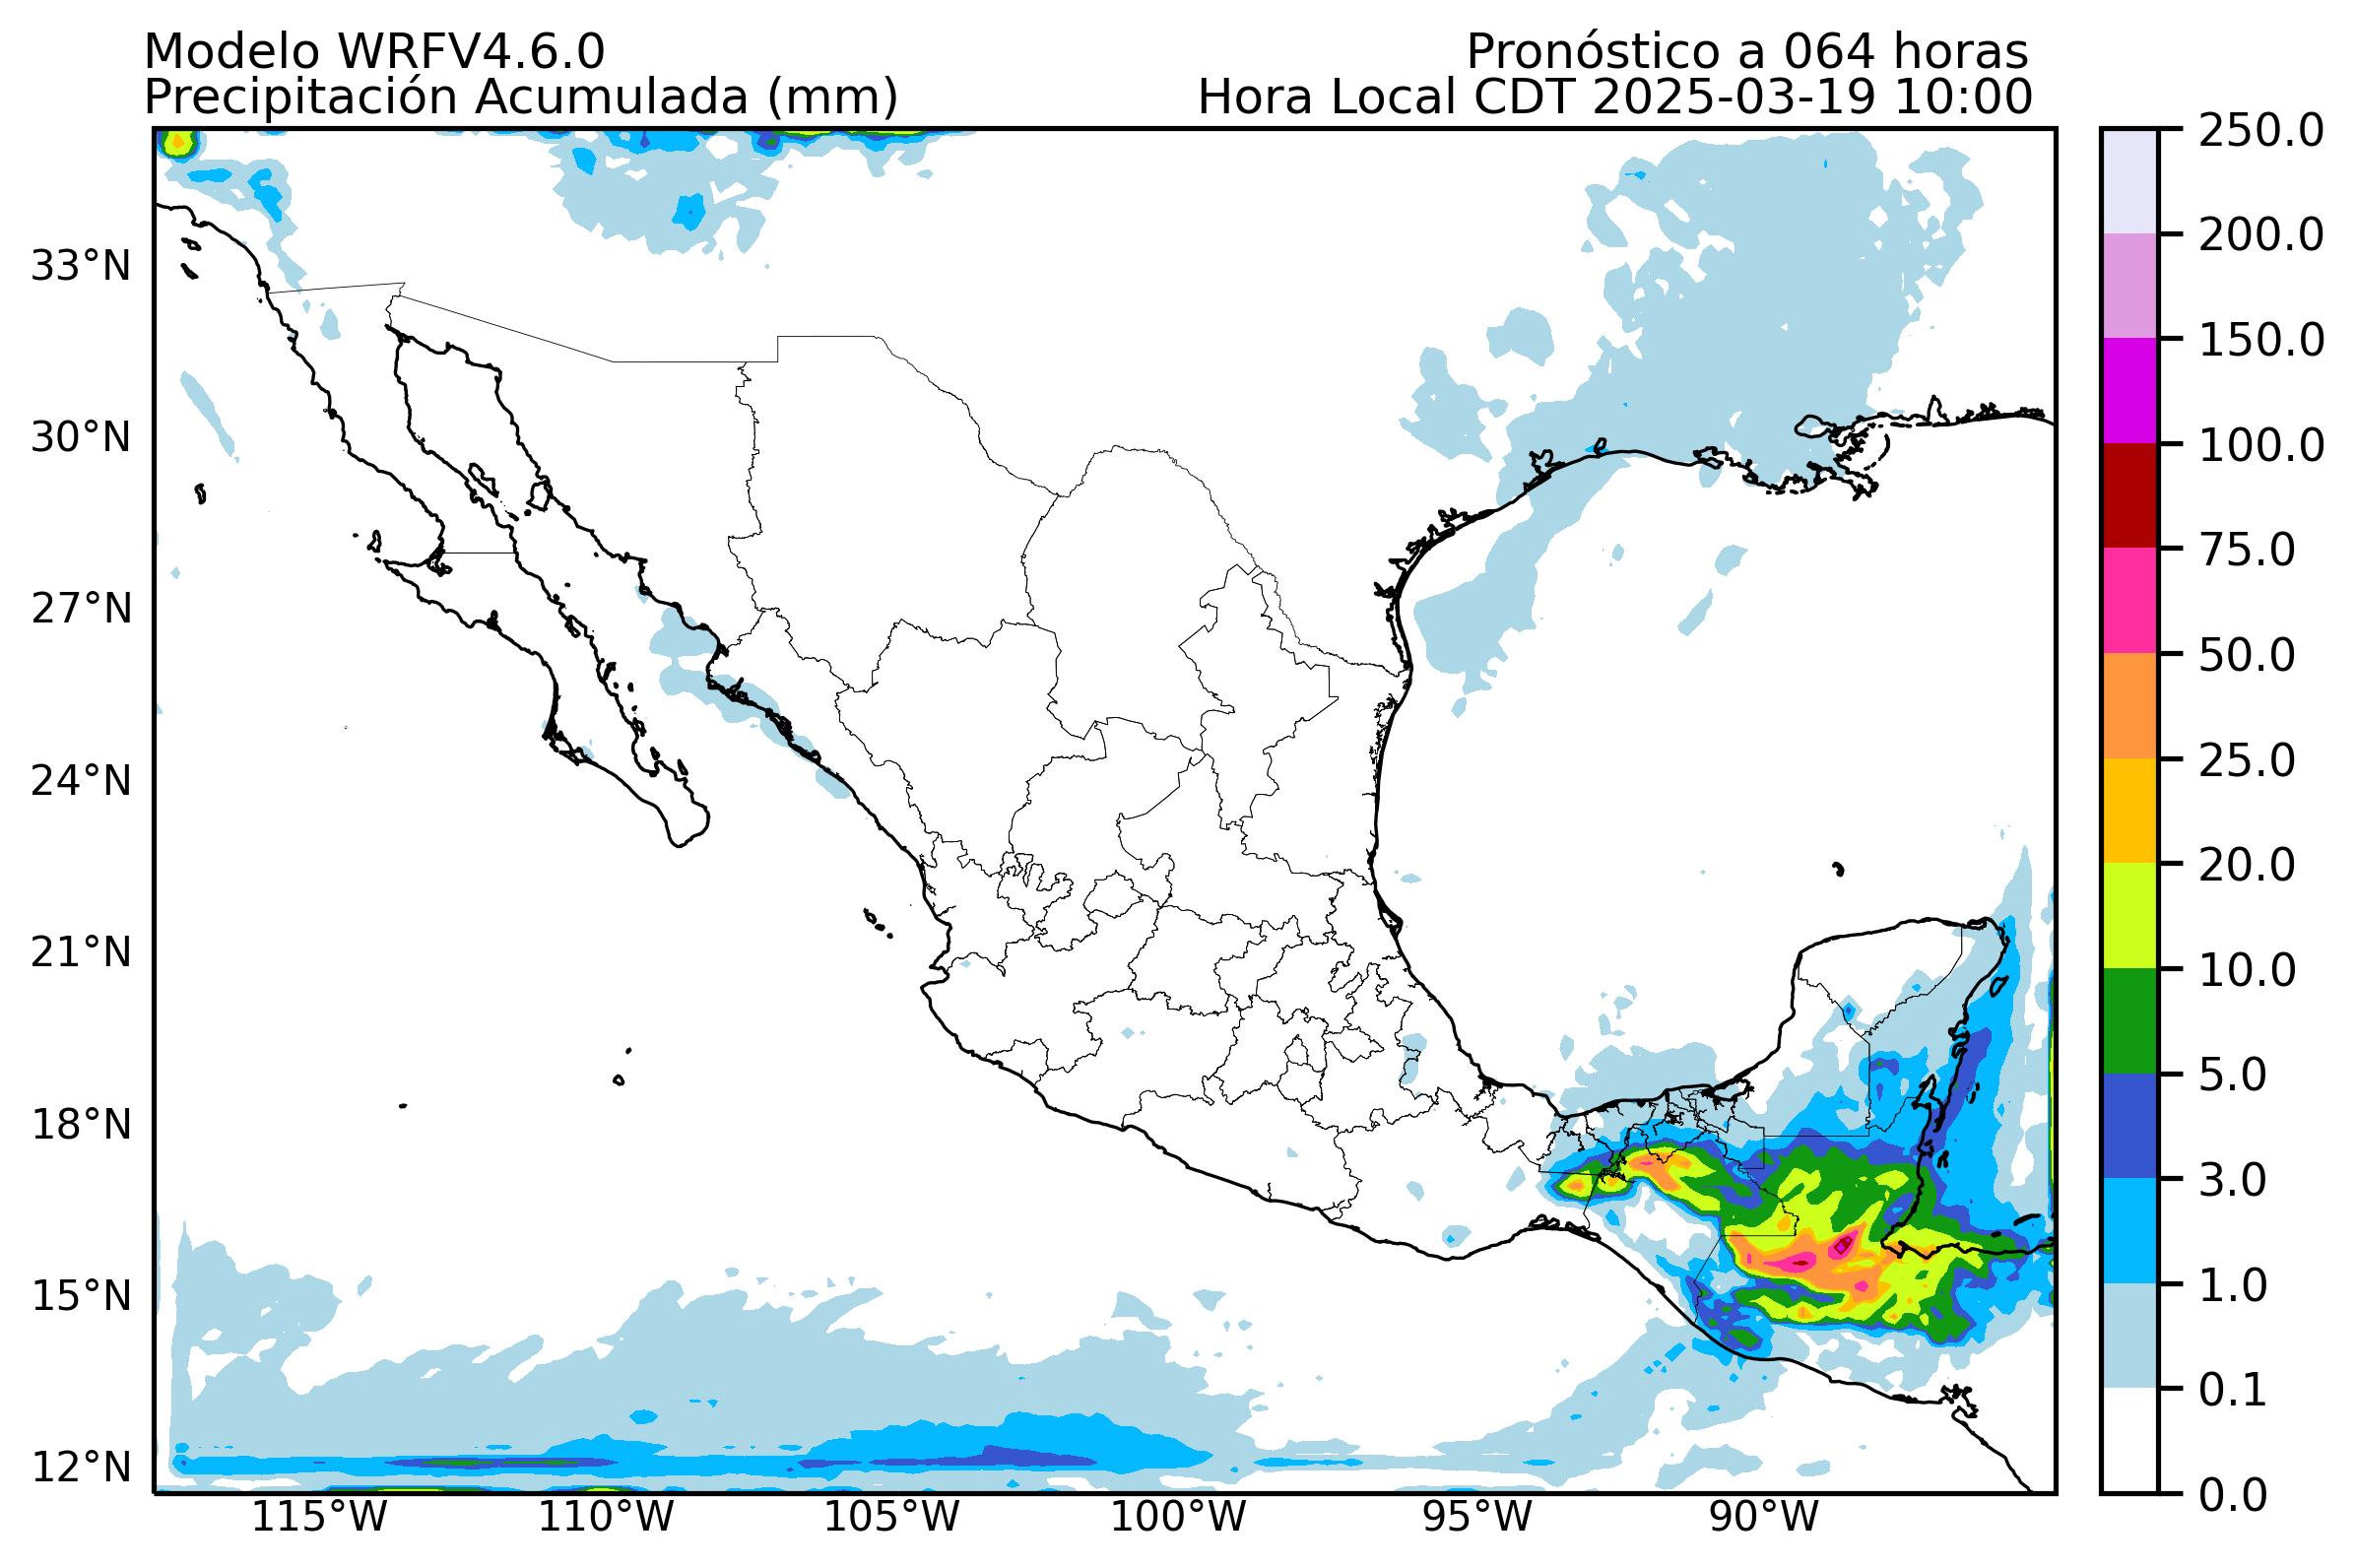 Modelo WRFV4.6.0
Pronóstico a 064 horas
Precipitación Acumulada (mm)
Hora Local CDT 2025-03-19 10:00
33°N
30°N
27°N
24°N
21°N
18°N
15°N
12°N
115°W
110°W
105°W
100°W
95°W
90°W
250.0
200.0
150.0
100.0
75.0
50.0
25.0
20.0
10.0
5.0
3.0
1.0
0.1
0.0